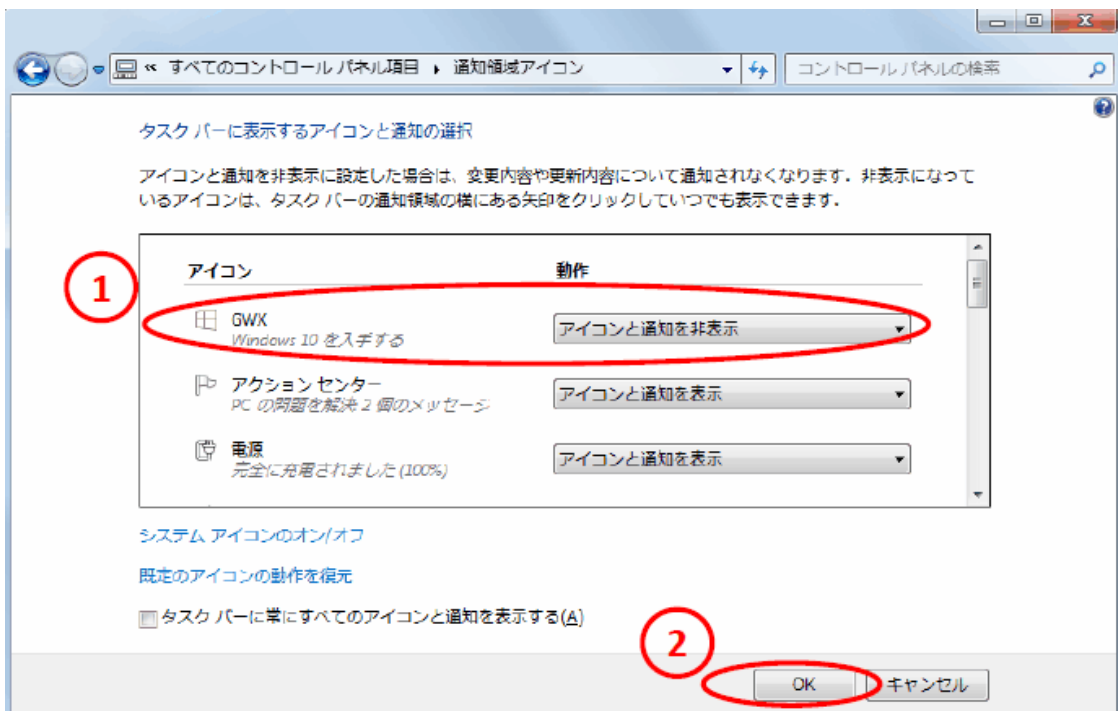 « すべてのコントロール パネル項目 ▸ 通知領域アイコン
コントロール パネルの検索
タスク バーに表示するアイコンと通知の選択
アイコンと通知を非表示に設定した場合は、変更内容や更新内容について通知されなくなります. 非表示になって
いるアイコンは、タスク バーの通知領域の横にある矢印をクリックしていつでも表示できます.
アイコン 動作
1
GWX
Windows 10 を入手する
アイコンと通知を非表示
アクション センター
PC の問題を解決 2 個のメッセージ
アイコンと通知を表示
電源
完全に充電されました (100%)
アイコンと通知を表示
システム アイコンのオン/オフ
既定のアイコンの動作を復元
タスク バーに常にすべてのアイコンと通知を表示する(A)
2
OK キャンセル